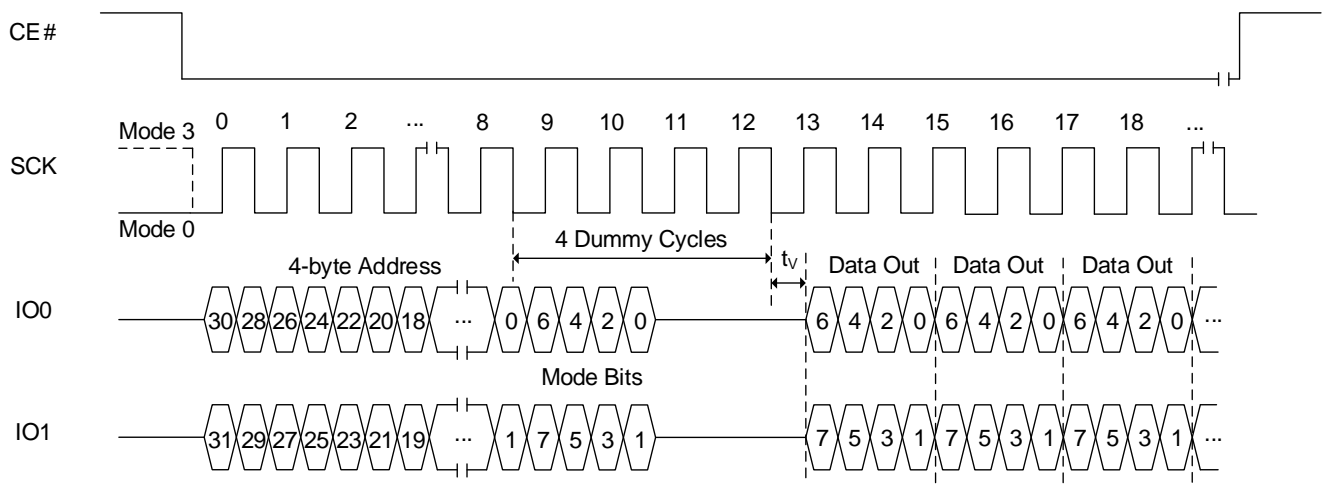 CE#
0 1 2 ... 8 9 10 11 12 13 14 15 16 17 18 ...
Mode 3
SCK
Mode 0
4 Dummy Cycles
4-byte Address tV Data Out Data Out Data Out
IO0 30 28 26 24 22 20 18 ... 0 6 4 2 0 6 4 2 0 6 4 2 0 6 4 2 0 ...
Mode Bits
IO1 31 29 27 25 23 21 19 ... 1 7 5 3 1 7 5 3 1 7 5 3 1 7 5 3 1 ...